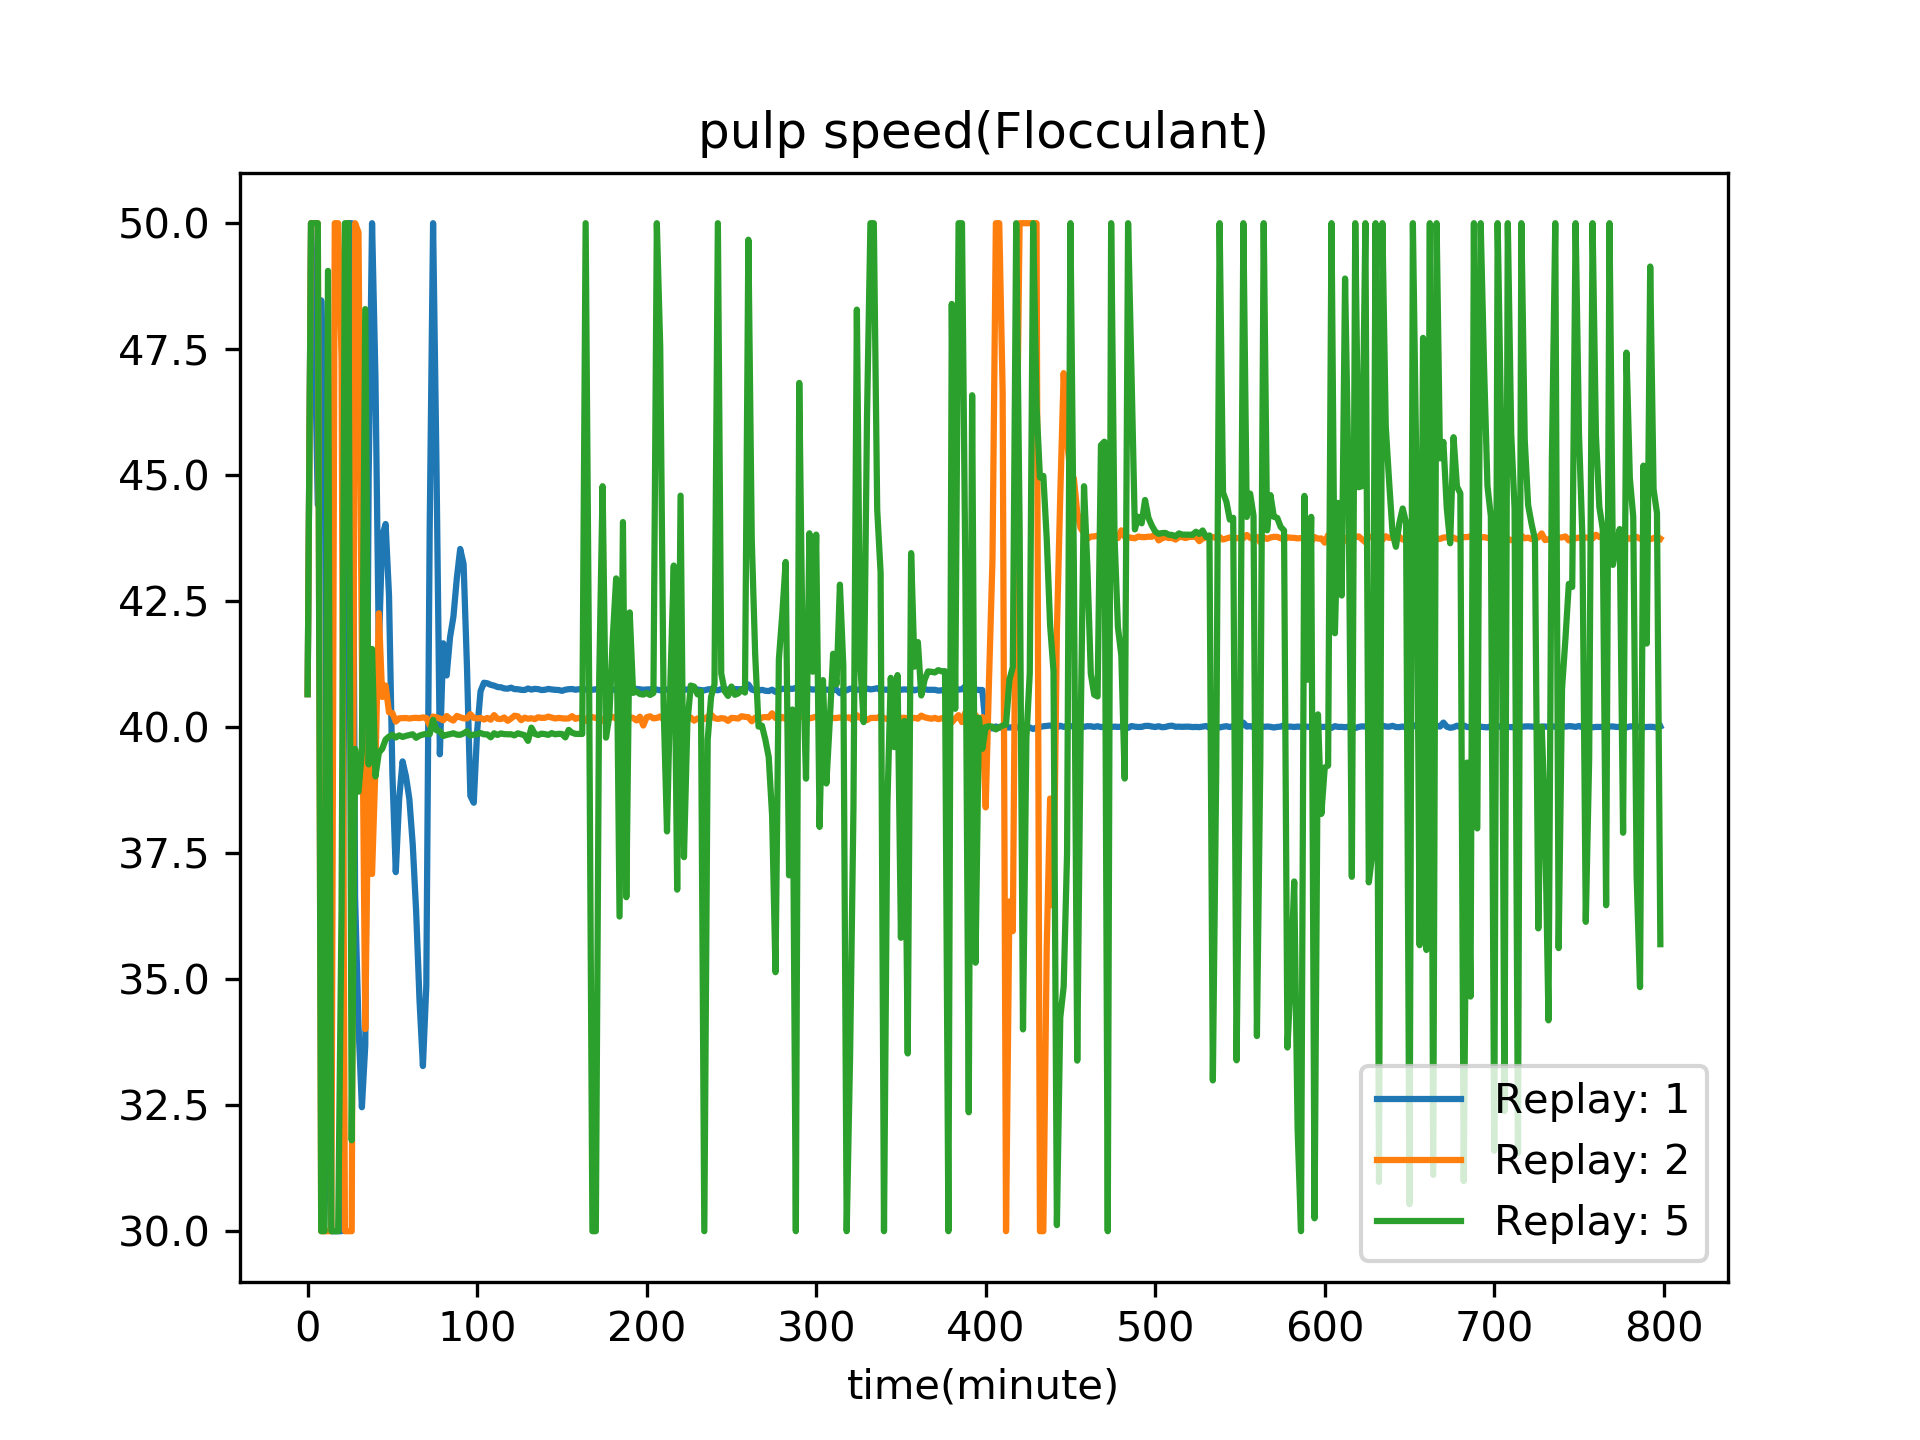 pulp speed(Flocculant)
50.0
47.5
45.0
42.5
40.0
37.5
35.0
32.5
30.0
Replay: 1
Replay: 2
Replay: 5
0 100 200 300 400 500 600 700 800
time(minute)